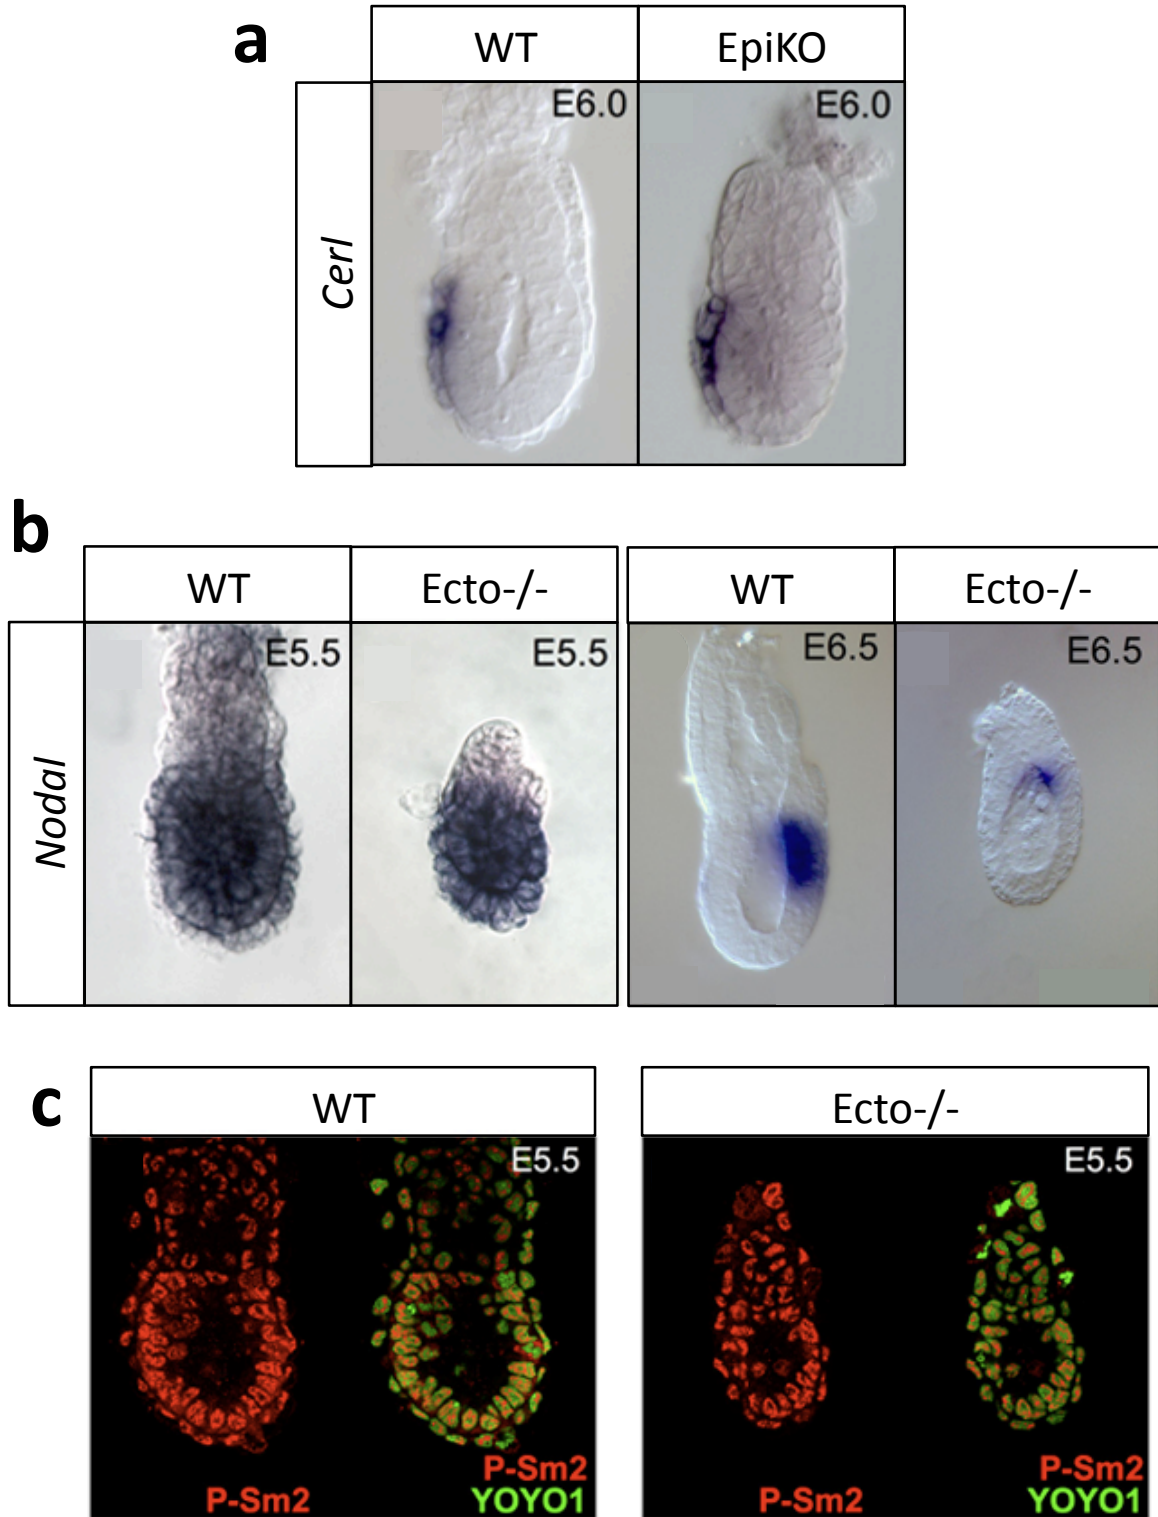 a
WT
EpiKO
Cerl
E6.0
E6.0
b
WT
Ecto-/-
WT
Ecto-/-
Nodal
E5.5
E5.5
E6.5
E6.5
c
WT
Ecto-/-
E5.5
E5.5
P-Sm2
P-Sm2
YOYO1
P-Sm2
P-Sm2
YOYO1